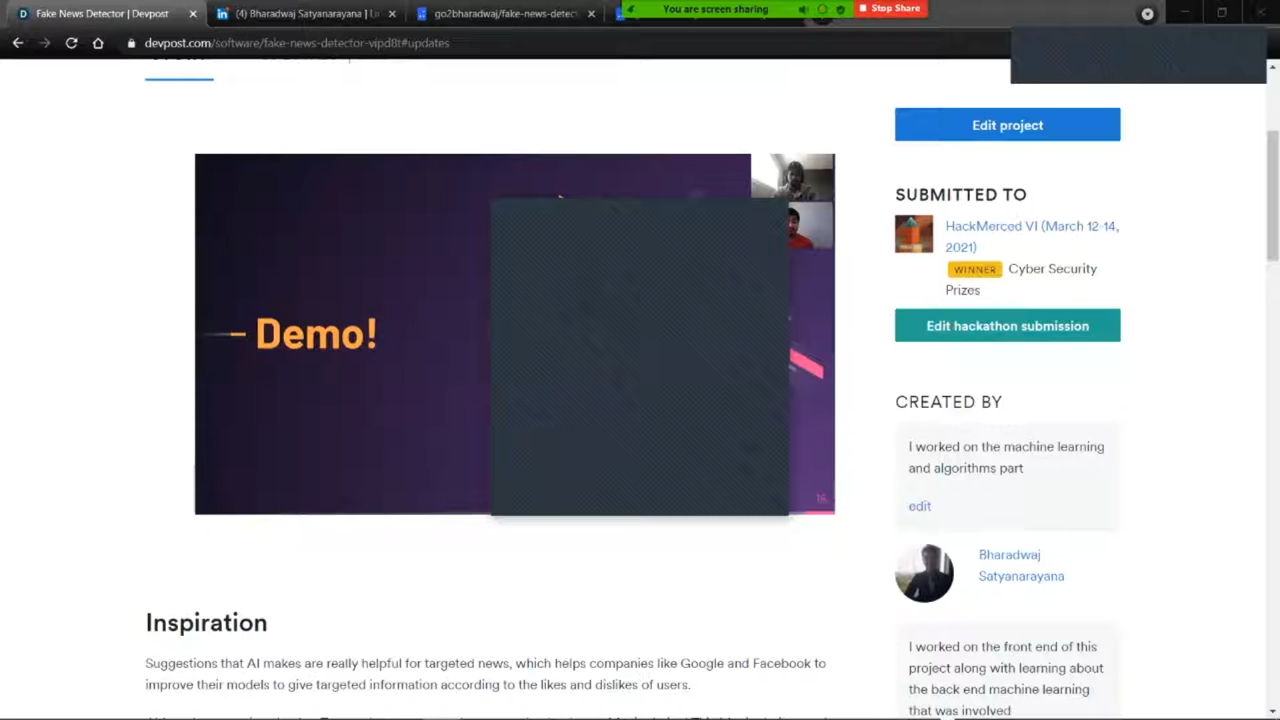 Fake News Detector | Devpost
(4) Bharadwaj Satyanarayana |
go2bharadwaj/fake-news-detec
You are screen sharing
Stop Share
devpost.com/software/fake-news-detector-vipd8t#updates
Edit project
SUBMITTED TO
HackMerced VI (March 12-14,
2021)
WINNER Cyber Security
Prizes
Edit hackathon submission
Demo!
16
CREATED BY
I worked on the machine learning
and algorithms part
edit
Bharadwaj
Satyanarayana
Inspiration
Suggestions that AI makes are really helpful for targeted news, which helps companies like Google and Facebook to
improve their models to give targeted information according to the likes and dislikes of users.
I worked on the front end of this
project along with learning about
the back end machine learning
that was involved